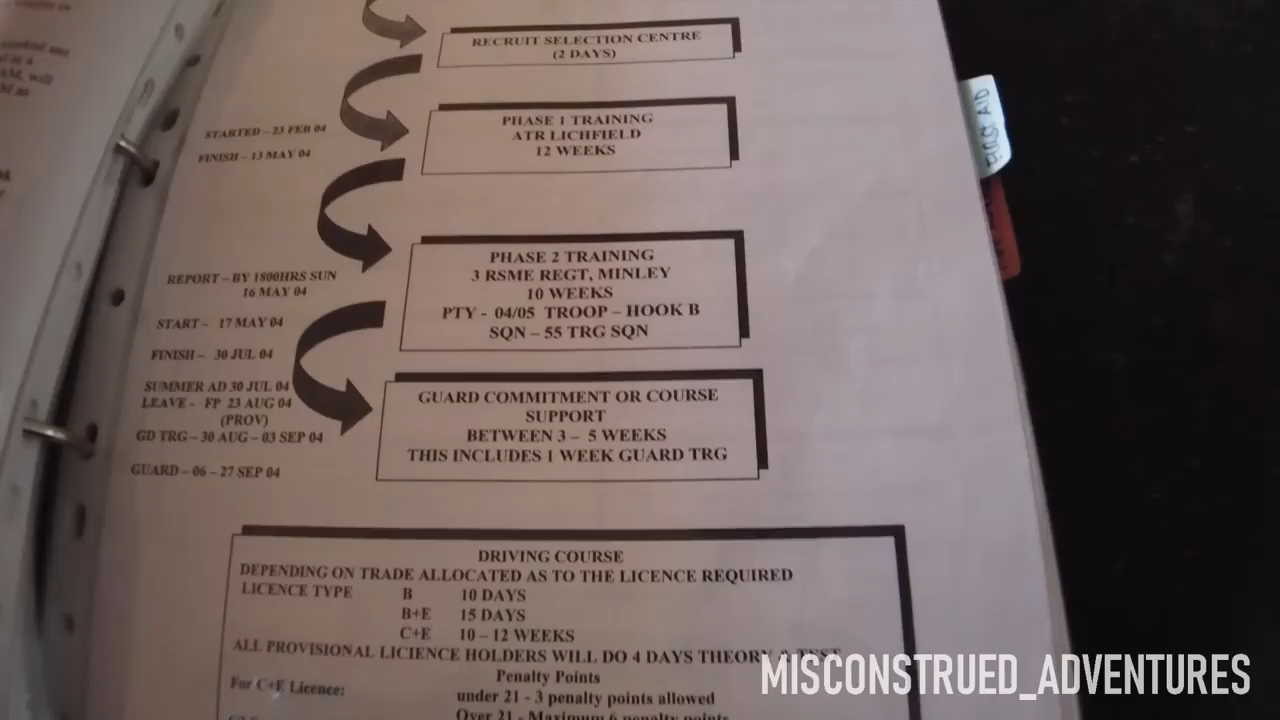 RECRUIT SELECTION CENTRE
(2 DAYS)
STARTED – 23 FEB 04
FINISH – 13 MAY 04
PHASE 1 TRAINING
ATR LICHFIELD
12 WEEKS
REPORT – BY 1800HRS SUN
16 MAY 04
START – 17 MAY 04
FINISH – 30 JUL 04
PHASE 2 TRAINING
3 RSME REGT, MINLEY
10 WEEKS
PTY - 04/05 TROOP – HOOK B
SQN – 55 TRG SQN
SUMMER AD 30 JUL 04
LEAVE - FP 23 AUG 04
(PROV)
GD TRG – 30 AUG – 03 SEP 04
GUARD – 06 – 27 SEP 04
GUARD COMMITMENT OR COURSE
SUPPORT
BETWEEN 3 – 5 WEEKS
THIS INCLUDES 1 WEEK GUARD TRG
DRIVING COURSE
DEPENDING ON TRADE ALLOCATED AS TO THE LICENCE REQUIRED
LICENCE TYPE B 10 DAYS
B+E 15 DAYS
C+E 10 – 12 WEEKS
ALL PROVISIONAL LICIENCE HOLDERS WILL DO 4 DAYS THEORY & TEST
Penalty Points
For C+E Licence: under 21 - 3 penalty points allowed
Over 21 - Maximum 6 penalty points
FIRST AID
MISCONSTRUED_ADVENTURES